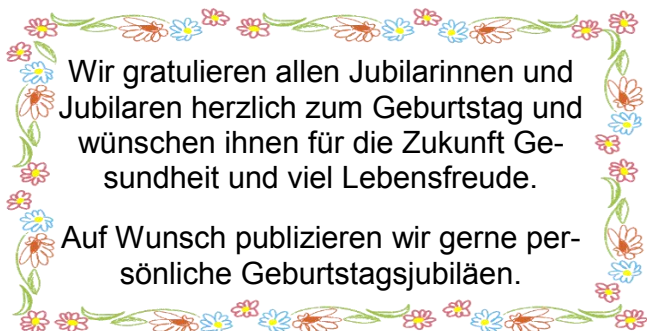 Wir gratulieren allen Jubilarinnen und
Jubilaren herzlich zum Geburtstag und
wünschen ihnen für die Zukunft Ge-
sundheit und viel Lebensfreude.
Auf Wunsch publizieren wir gerne per-
sönliche Geburtstagsjubiläen.